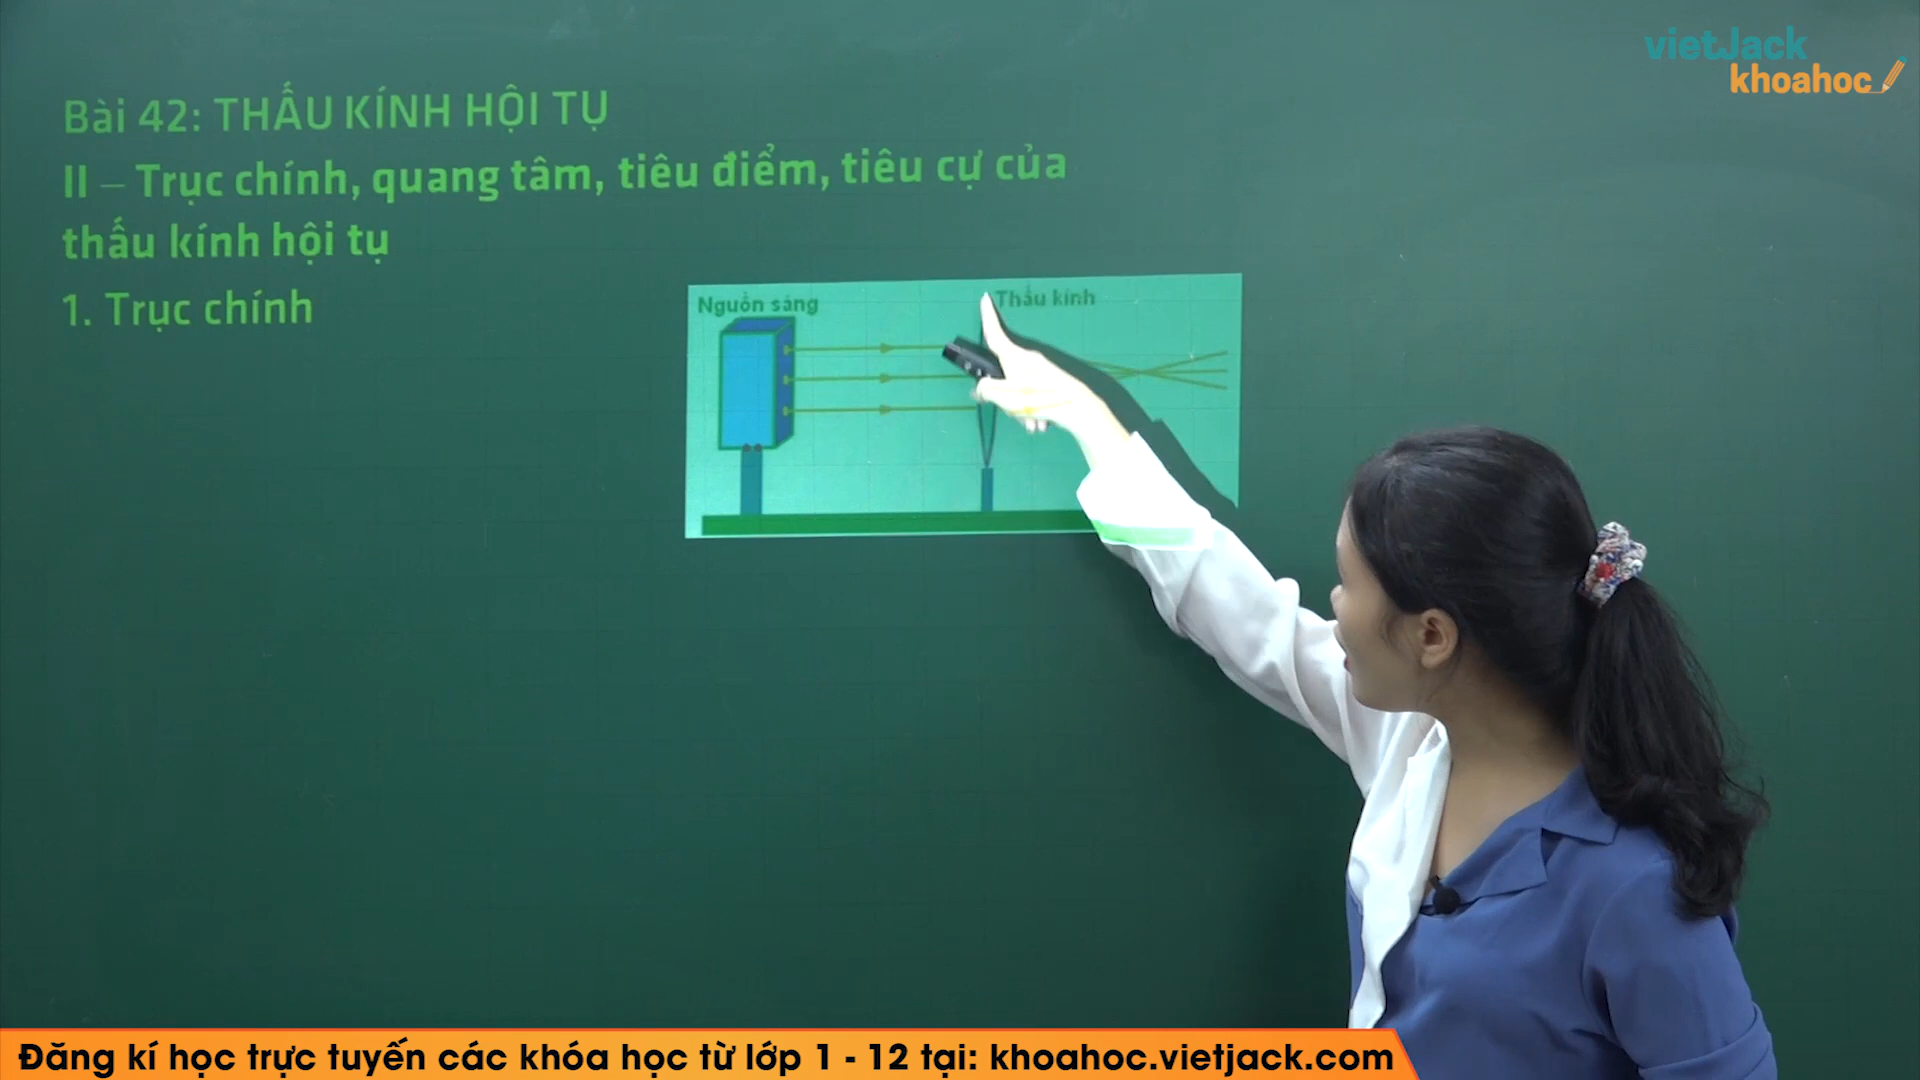 vietJack
khoahoc
Bài 42: THẤU KÍNH HỘI TỤ
II – Trục chính, quang tâm, tiêu điểm, tiêu cự của
thấu kính hội tụ
1. Trục chính
Nguồn sáng
Thấu kính
Đăng kí học trực tuyến các khóa học từ lớp 1 - 12 tại: khoahoc.vietjack.com